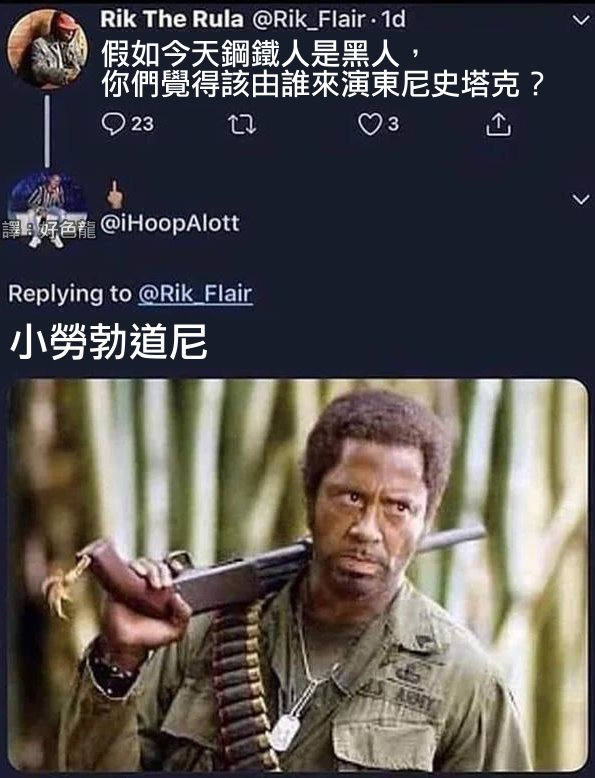 Rik The Rula @Rik_Flair · 1d
假如今天鋼鐵人是黑人，
你們覺得該由誰來演東尼史塔克？
23
3
譯：好色龍
@iHoopAlott
Replying to @Rik_Flair
小勞勃道尼
U.S. ARMY